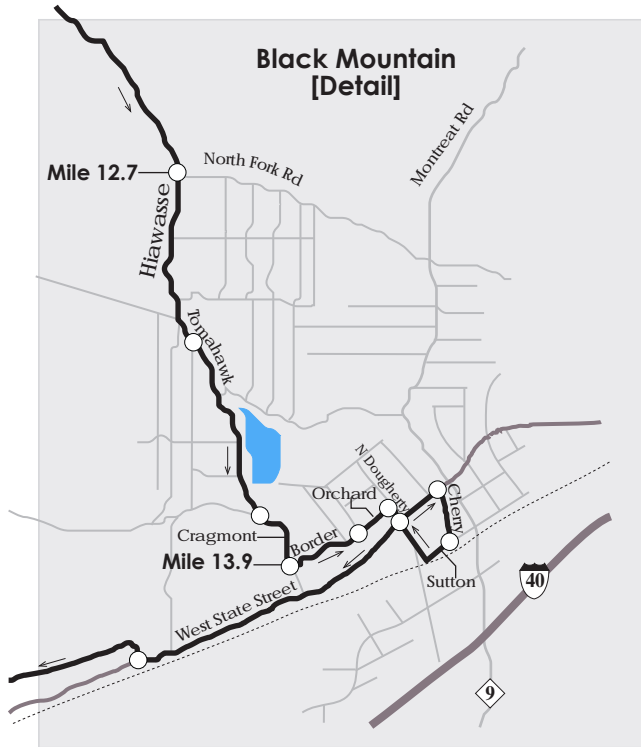 Black Mountain
[Detail]
Montreat Rd
North Fork Rd
Mile 12.7
Hiawasse
Tomahawk
N Dougherty
Orchard
Cherry
Cragmont
Border
Mile 13.9
Sutton
40
West State Street
9